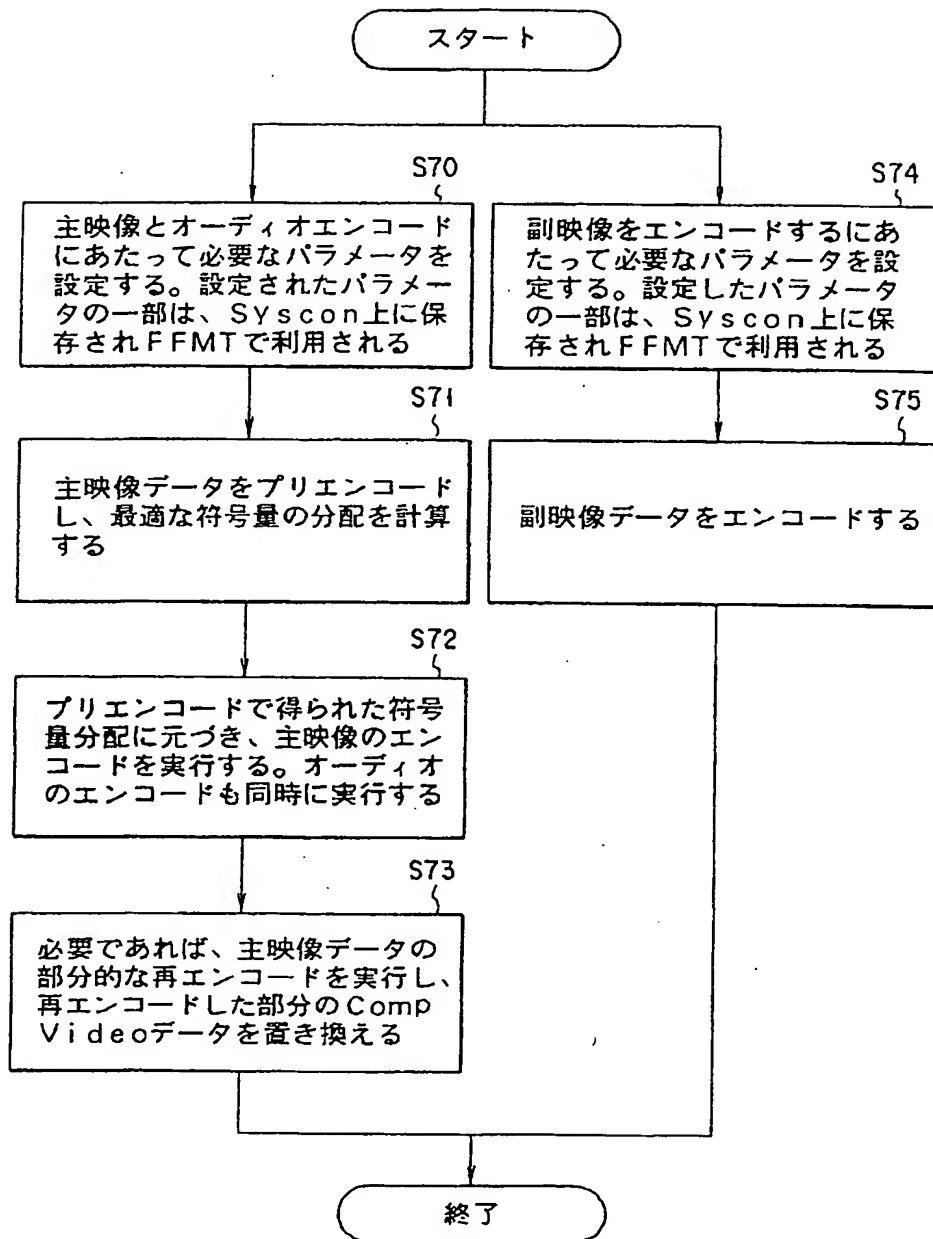 スタート
S70
主映像とオーディオエンコード
にあたって必要なパラメータを
設定する。設定されたパラメー
タの一部は、Syscon上に保
存されFFMTで利用される
S74
副映像をエンコードするにあ
たって必要なパラメータを設
定する。設定したパラメータ
の一部は、Syscon上に保
存されFFMTで利用される
S71
主映像データをプリエンコード
し、最適な符号量の分配を計算
する
S75
副映像データをエンコードする
S72
プリエンコードで得られた符号
量分配に元づき、主映像のエン
コードを実行する。オーディオ
のエンコードも同時に実行する
S73
必要であれば、主映像データの
部分的な再エンコードを実行し、
再エンコードした部分のComp
Videoデータを置き換える
終了